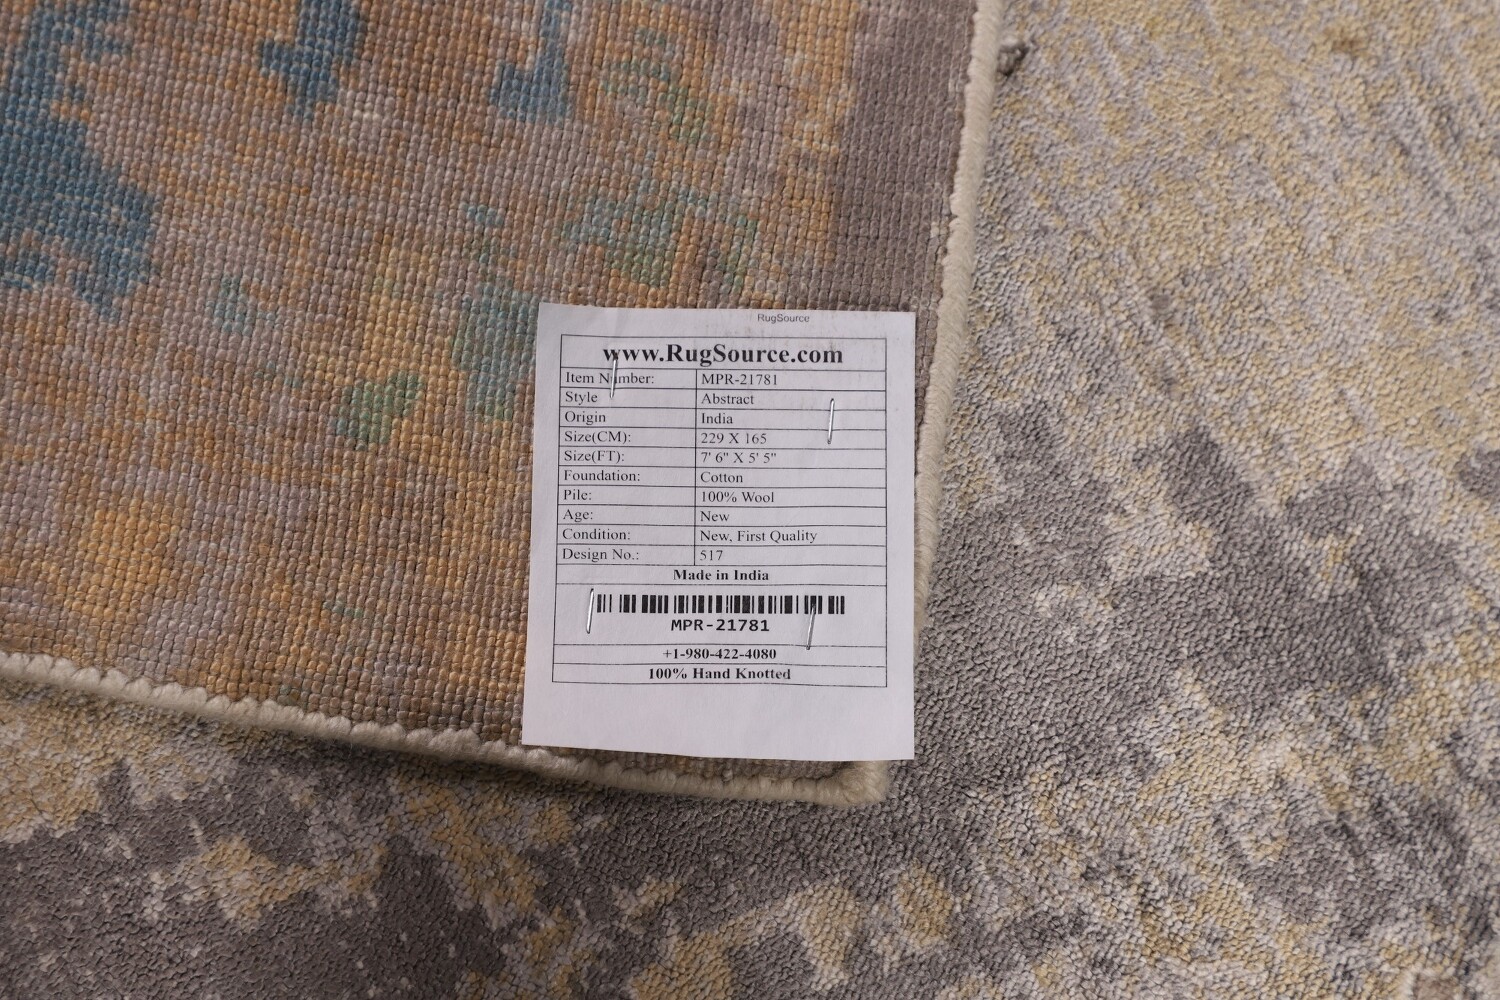 RugSource
www.RugSource.com
Item Number: MPR-21781
Style Abstract
Origin India
Size(CM): 229 X 165
Size(FT): 7' 6" X 5' 5"
Foundation: Cotton
Pile: 100% Wool
Age: New
Condition: New, First Quality
Design No.: 517
Made in India
MPR-21781
+1-980-422-4080
100% Hand Knotted